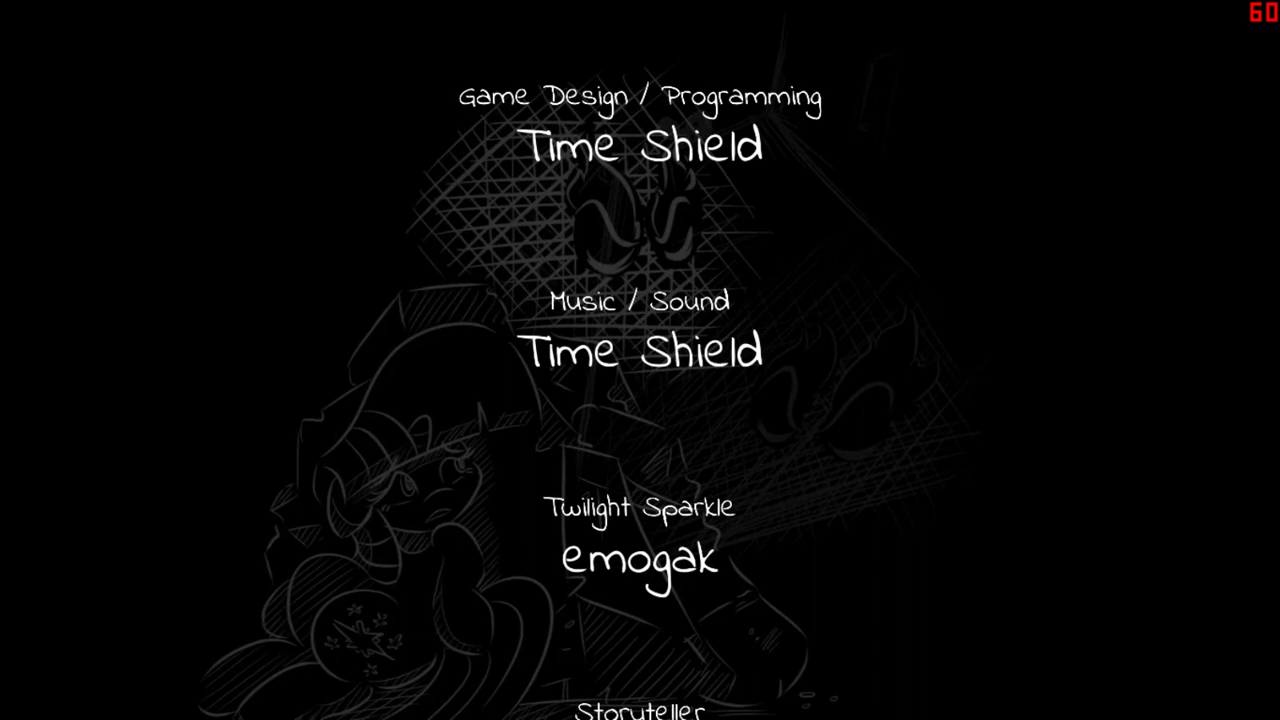 60
Game Design / Programming
Time Shield
Music / Sound
Time Shield
Twilight Sparkle
emogak
Storyteller